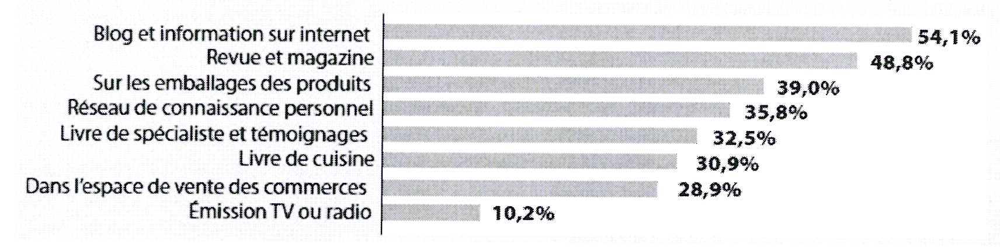 Blog et information sur internet 54,1%
Revue et magazine 48,8%
Sur les emballages des produits 39,0%
Réseau de connaissance personnel 35,8%
Livre de spécialiste et témoignages 32,5%
Livre de cuisine 30,9%
Dans l'espace de vente des commerces 28,9%
Émission TV ou radio 10,2%